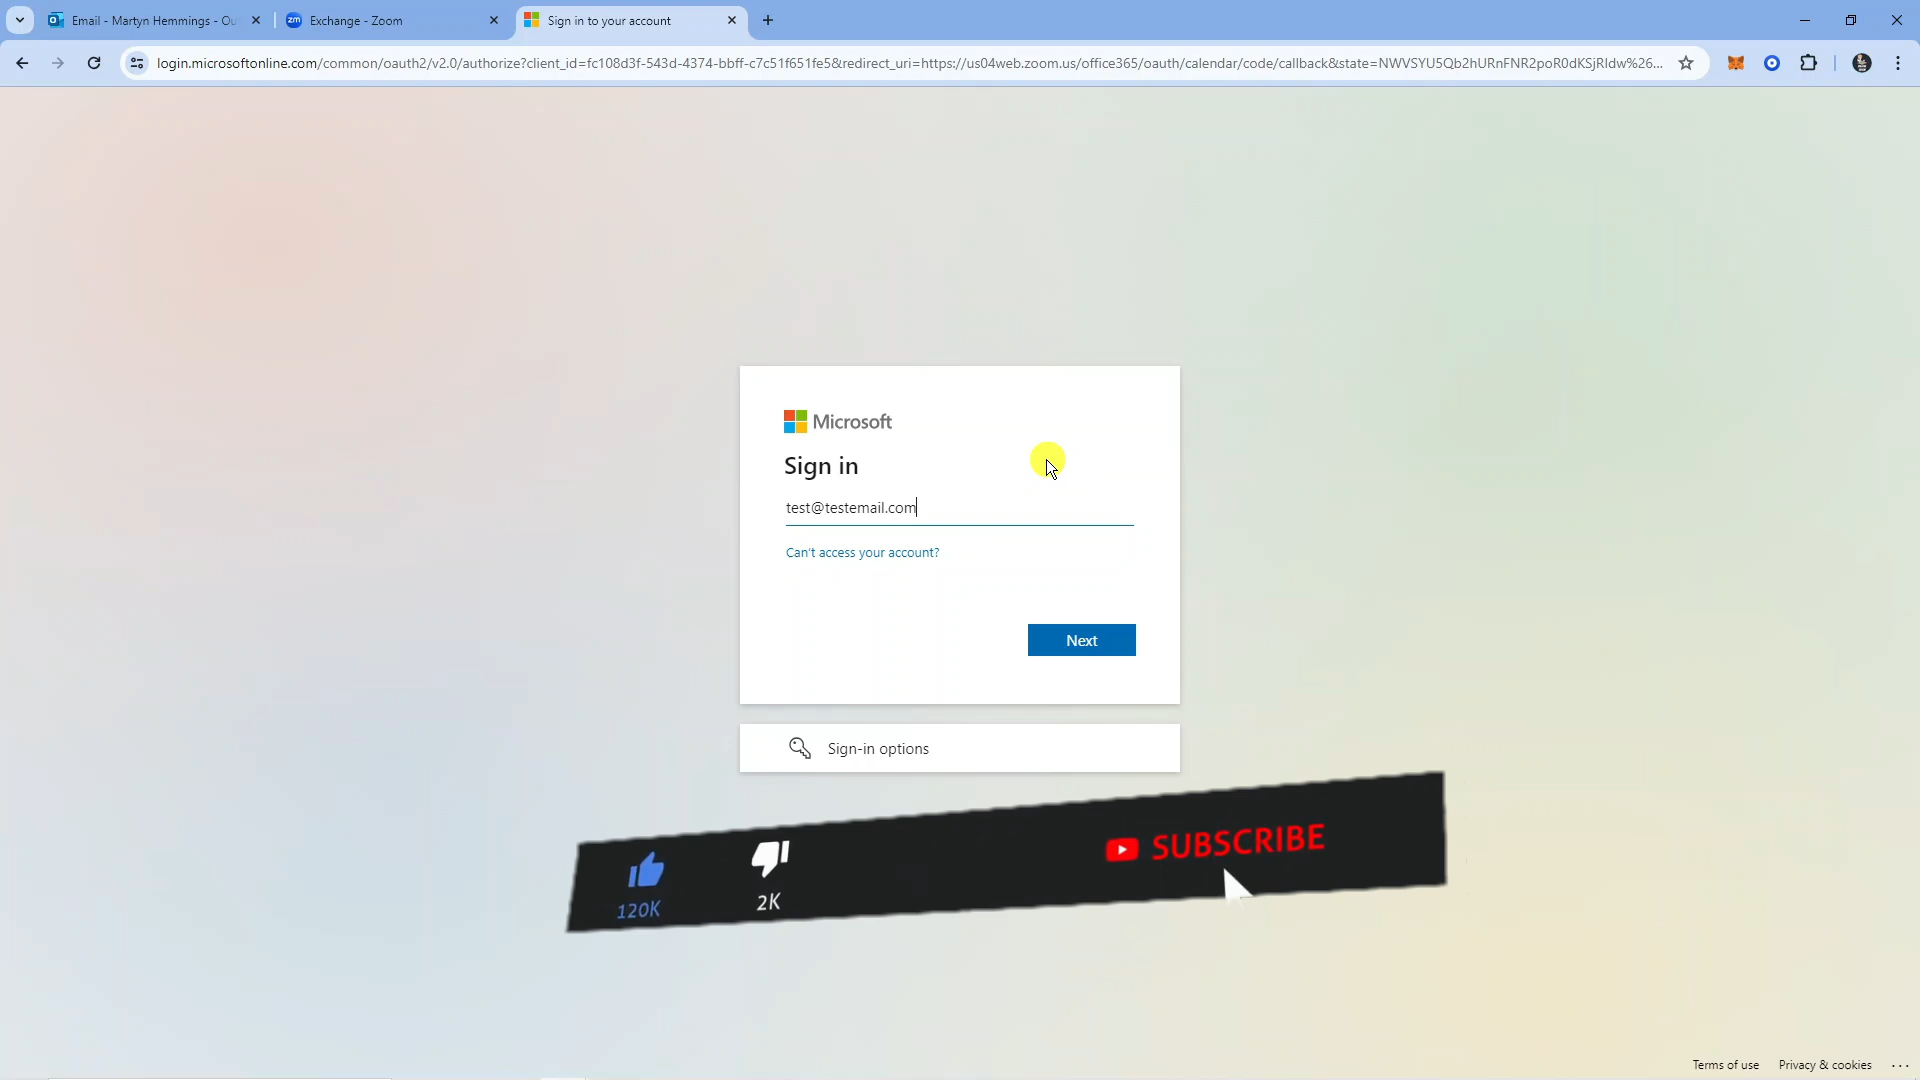 Email - Martyn Hemmings - Ou
Exchange - Zoom
Sign in to your account
login.microsoftonline.com/common/oauth2/v2.0/authorize?client_id=fc108d3f-543d-4374-bbff-c7c51f651fe5&redirect_uri=https://us04web.zoom.us/office365/oauth/calendar/code/callback&state=NWVSYU5Qb2hURnFNR2poR0dKSjRIdw%26...
Microsoft
Sign in
test@testemail.com
Can't access your account?
Next
Sign-in options
SUBSCRIBE
120K
2K
Terms of use
Privacy & cookies